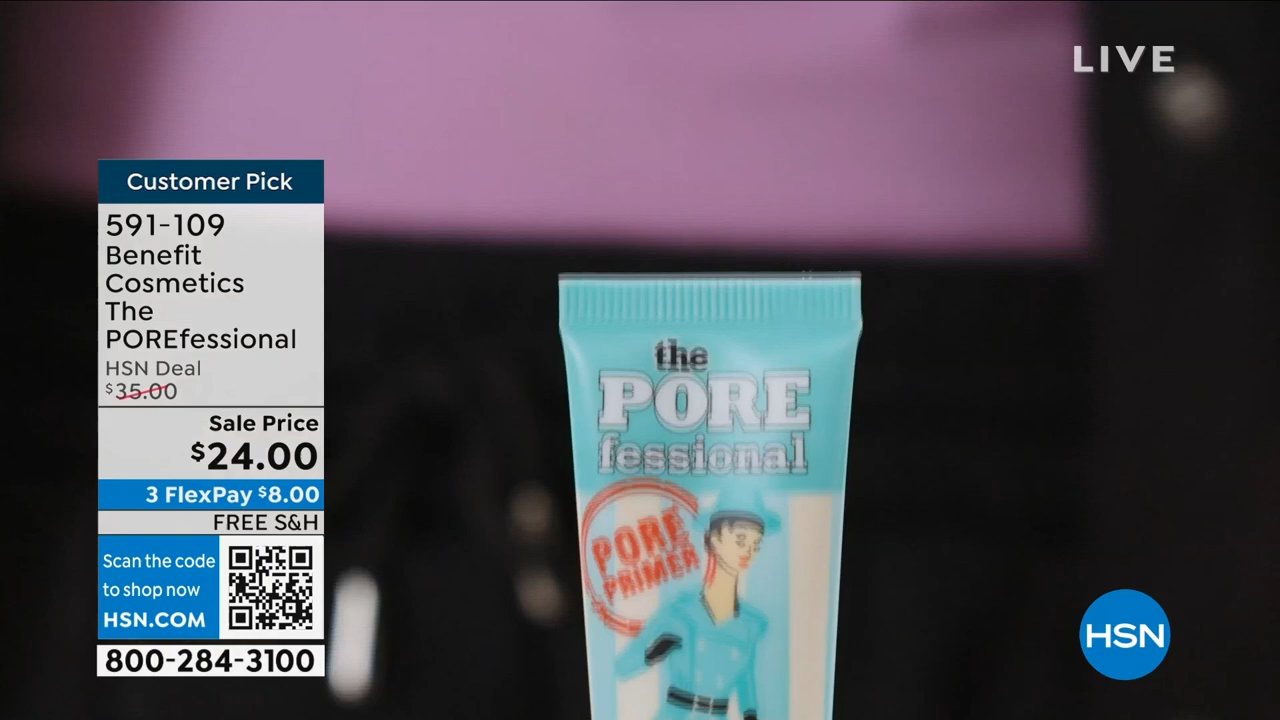 LIVE
Customer Pick
591-109
Benefit
Cosmetics
The
POREfessional
HSN Deal
$35.00
Sale Price
$24.00
3 FlexPay $8.00
FREE S&H
Scan the code
to shop now
HSN.COM
800-284-3100
the
PORE
fessional
PORE
PRIMER
HSN